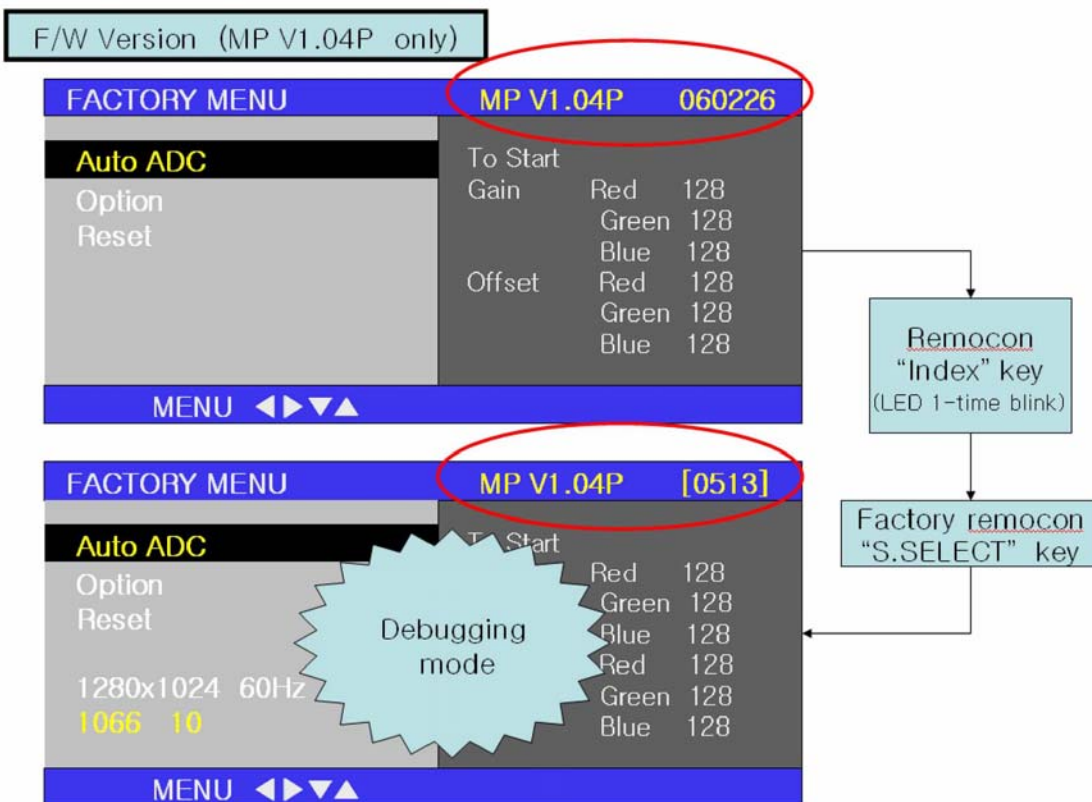 F/W Version (MP V1.04P only)
FACTORY MENU MP V1.04P 060226
Auto ADC
Option
Reset
To Start
Gain Red 128
Green 128
Blue 128
Offset Red 128
Green 128
Blue 128
MENU ◀▶▼▲
Remocon
“Index” key
(LED 1-time blink)
Factory remocon
“S.SELECT” key
FACTORY MENU MP V1.04P [0513]
Auto ADC
Option
Reset
1280x1024 60Hz
1066 10
Debugging
mode
To Start
Red 128
Green 128
Blue 128
Red 128
Green 128
Blue 128
MENU ◀▶▼▲